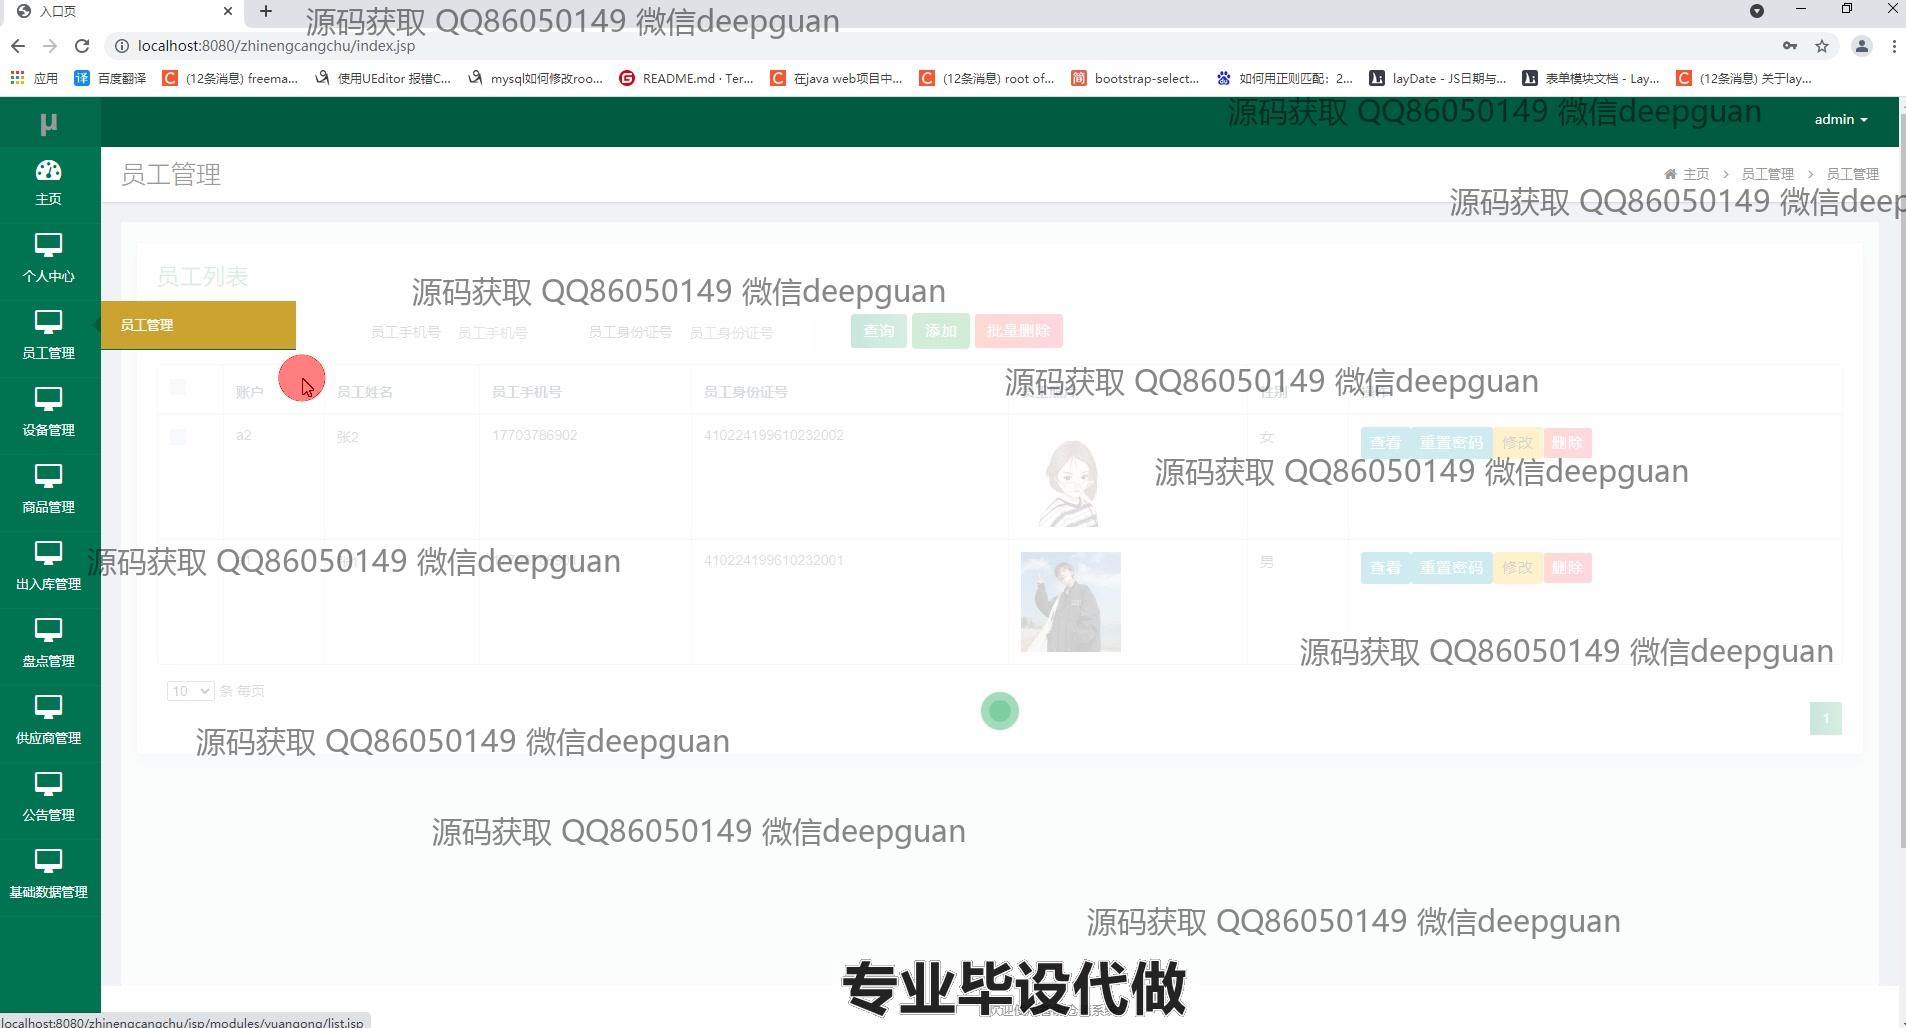 入口页
源码获取 QQ86050149 微信deepguan
localhost:8080/zhinengcangchu/index.jsp
应用 百度翻译 (12条消息) freema... 使用UEditor 报错C... mysql如何修改roo... README.md · Ter... 在java web项目中... (12条消息) root of... bootstrap-select... 如何用正则匹配：2... layDate - JS日期与... 表单模块文档 - Lay... (12条消息) 关于lay...
μ
源码获取 QQ86050149 微信deepguan
admin
主页
员工管理
主页 > 员工管理 > 员工管理
源码获取 QQ86050149 微信deep
个人中心
员工列表
源码获取 QQ86050149 微信deepguan
员工管理
员工手机号 员工手机号 员工身份证号 员工身份证号 查询 添加 批量删除
员工管理
源码获取 QQ86050149 微信deepguan
账户 员工姓名 员工手机号 员工身份证号 性别
设备管理
a2 张2 17703786902 410224199610232002 女 查看 重置密码 修改 删除
源码获取 QQ86050149 微信deepguan
商品管理
源码获取 QQ86050149 微信deepguan
410224199610232001 男 查看 重置密码 修改 删除
出入库管理
源码获取 QQ86050149 微信deepguan
盘点管理
10 条 每页
1
供应商管理
源码获取 QQ86050149 微信deepguan
公告管理
源码获取 QQ86050149 微信deepguan
基础数据管理
源码获取 QQ86050149 微信deepguan
专业毕设代做
localhost:8080/zhinengcangchu/jsp/modules/yuangong/list.jsp